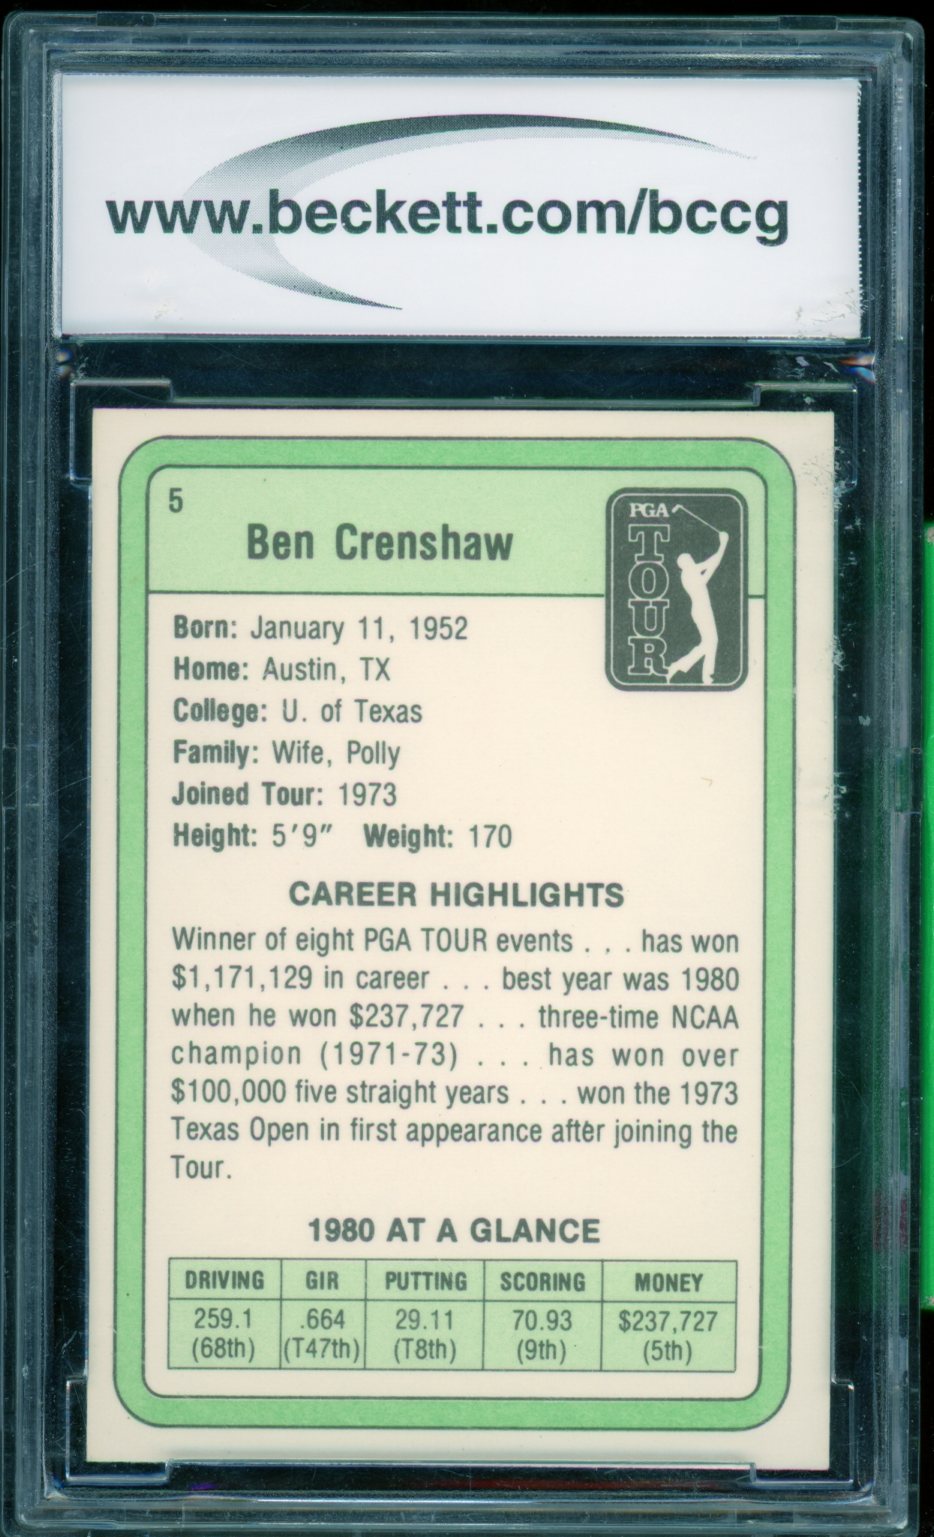 www.beckett.com/bccg
5
Ben Crenshaw
PGA
TOUR
Born: January 11, 1952
Home: Austin, TX
College: U. of Texas
Family: Wife, Polly
Joined Tour: 1973
Height: 5'9" Weight: 170
CAREER HIGHLIGHTS
Winner of eight PGA TOUR events . . . has won
$1,171,129 in career . . . best year was 1980
when he won $237,727 . . . three-time NCAA
champion (1971-73) . . . has won over
$100,000 five straight years . . . won the 1973
Texas Open in first appearance after joining the
Tour.
1980 AT A GLANCE
DRIVING GIR PUTTING SCORING MONEY
259.1 .664 29.11 70.93 $237,727
(68th) (T47th) (T8th) (9th) (5th)